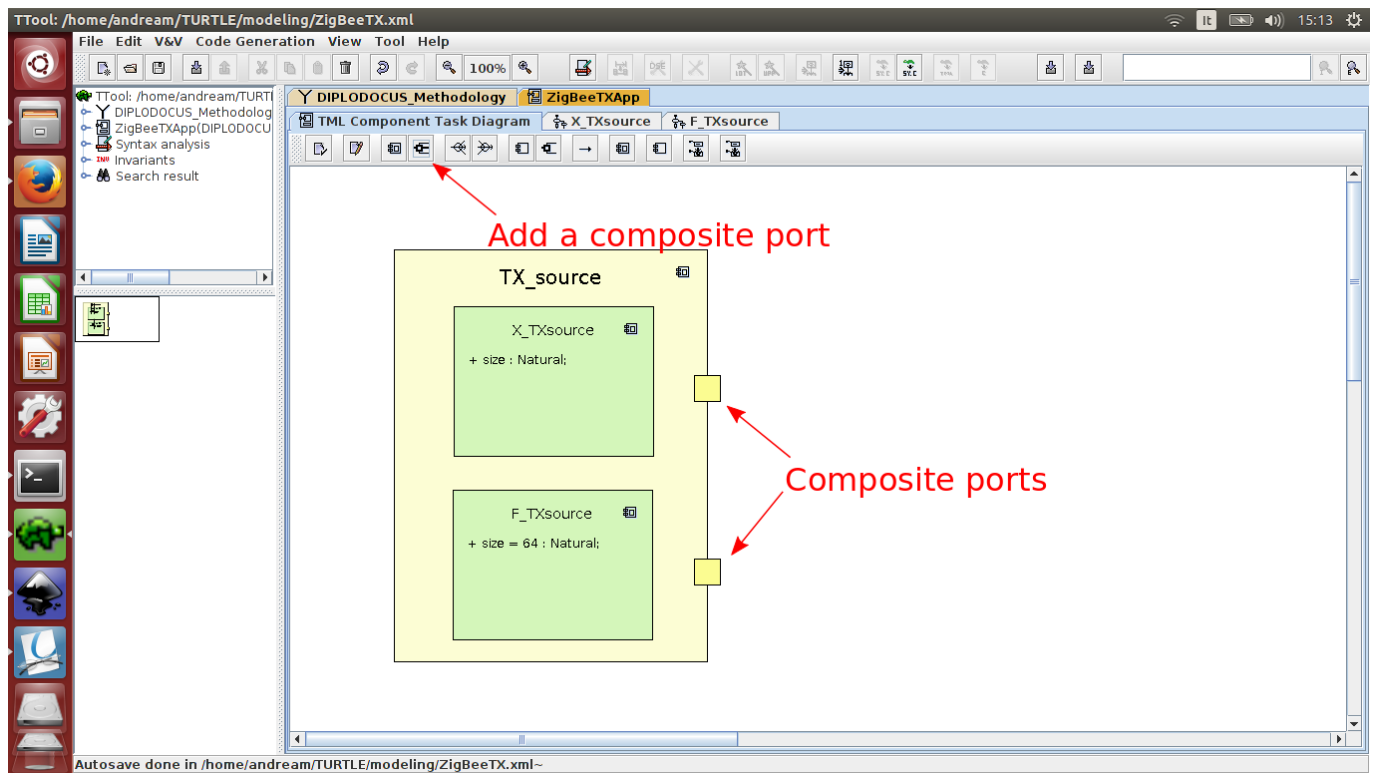 TTool: /home/andream/TURTLE/modeling/ZigBeeTX.xml
It
15:13
File Edit V&V Code Generation View Tool Help
100%
TTool: /home/andream/TURTl
DIPLODOCUS_Methodolog
ZigBeeTXApp(DIPLODOCU
Syntax analysis
INV Invariants
Search result
DIPLODOCUS_Methodology
ZigBeeTXApp
TML Component Task Diagram
X_TXsource
F_TXsource
Add a composite port
TX_source
X_TXsource
+ size : Natural;
Composite ports
F_TXsource
+ size = 64 : Natural;
Autosave done in /home/andream/TURTLE/modeling/ZigBeeTX.xml~